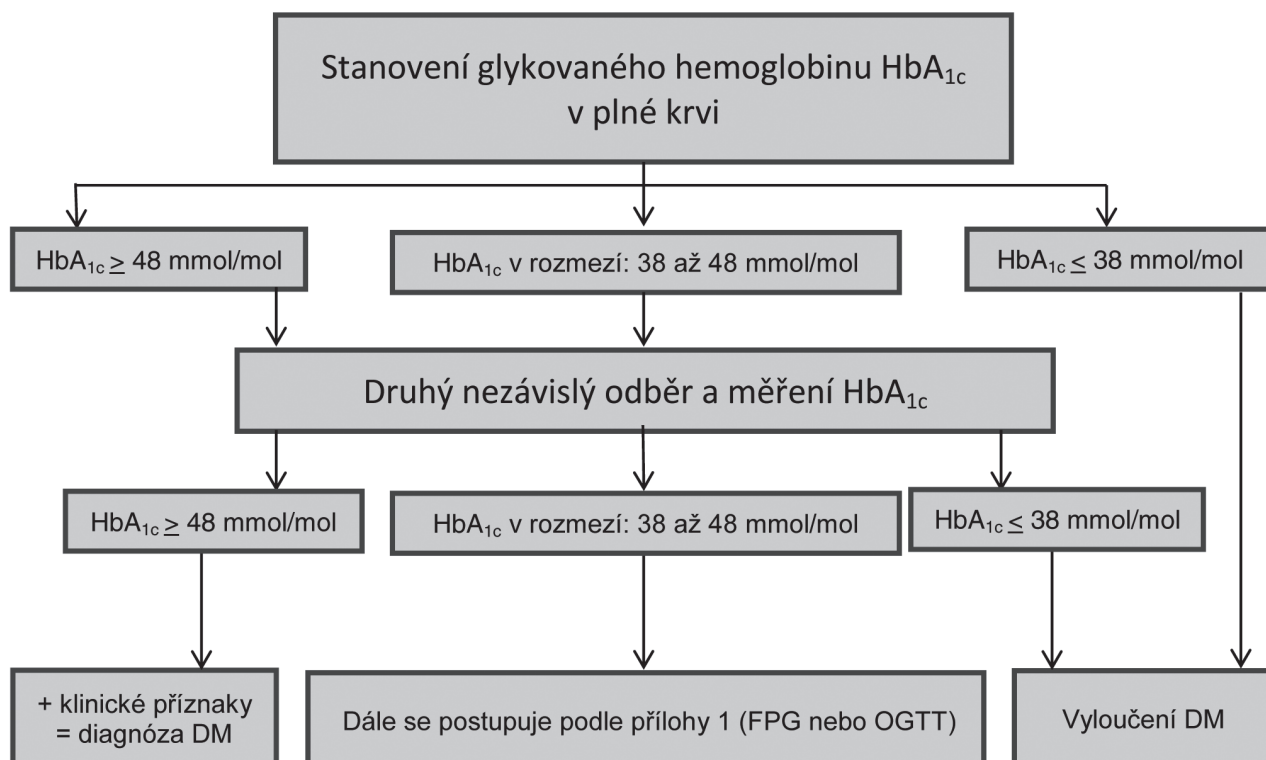 Stanovení glykovaného hemoglobinu HbA1c
v plné krvi
HbA1c ≥ 48 mmol/mol
HbA1c v rozmezí: 38 až 48 mmol/mol
HbA1c ≤ 38 mmol/mol
Druhý nezávislý odběr a měření HbA1c
HbA1c ≥ 48 mmol/mol
HbA1c v rozmezí: 38 až 48 mmol/mol
HbA1c ≤ 38 mmol/mol
+ klinické příznaky
= diagnóza DM
Dále se postupuje podle přílohy 1 (FPG nebo OGTT)
Vyloučení DM